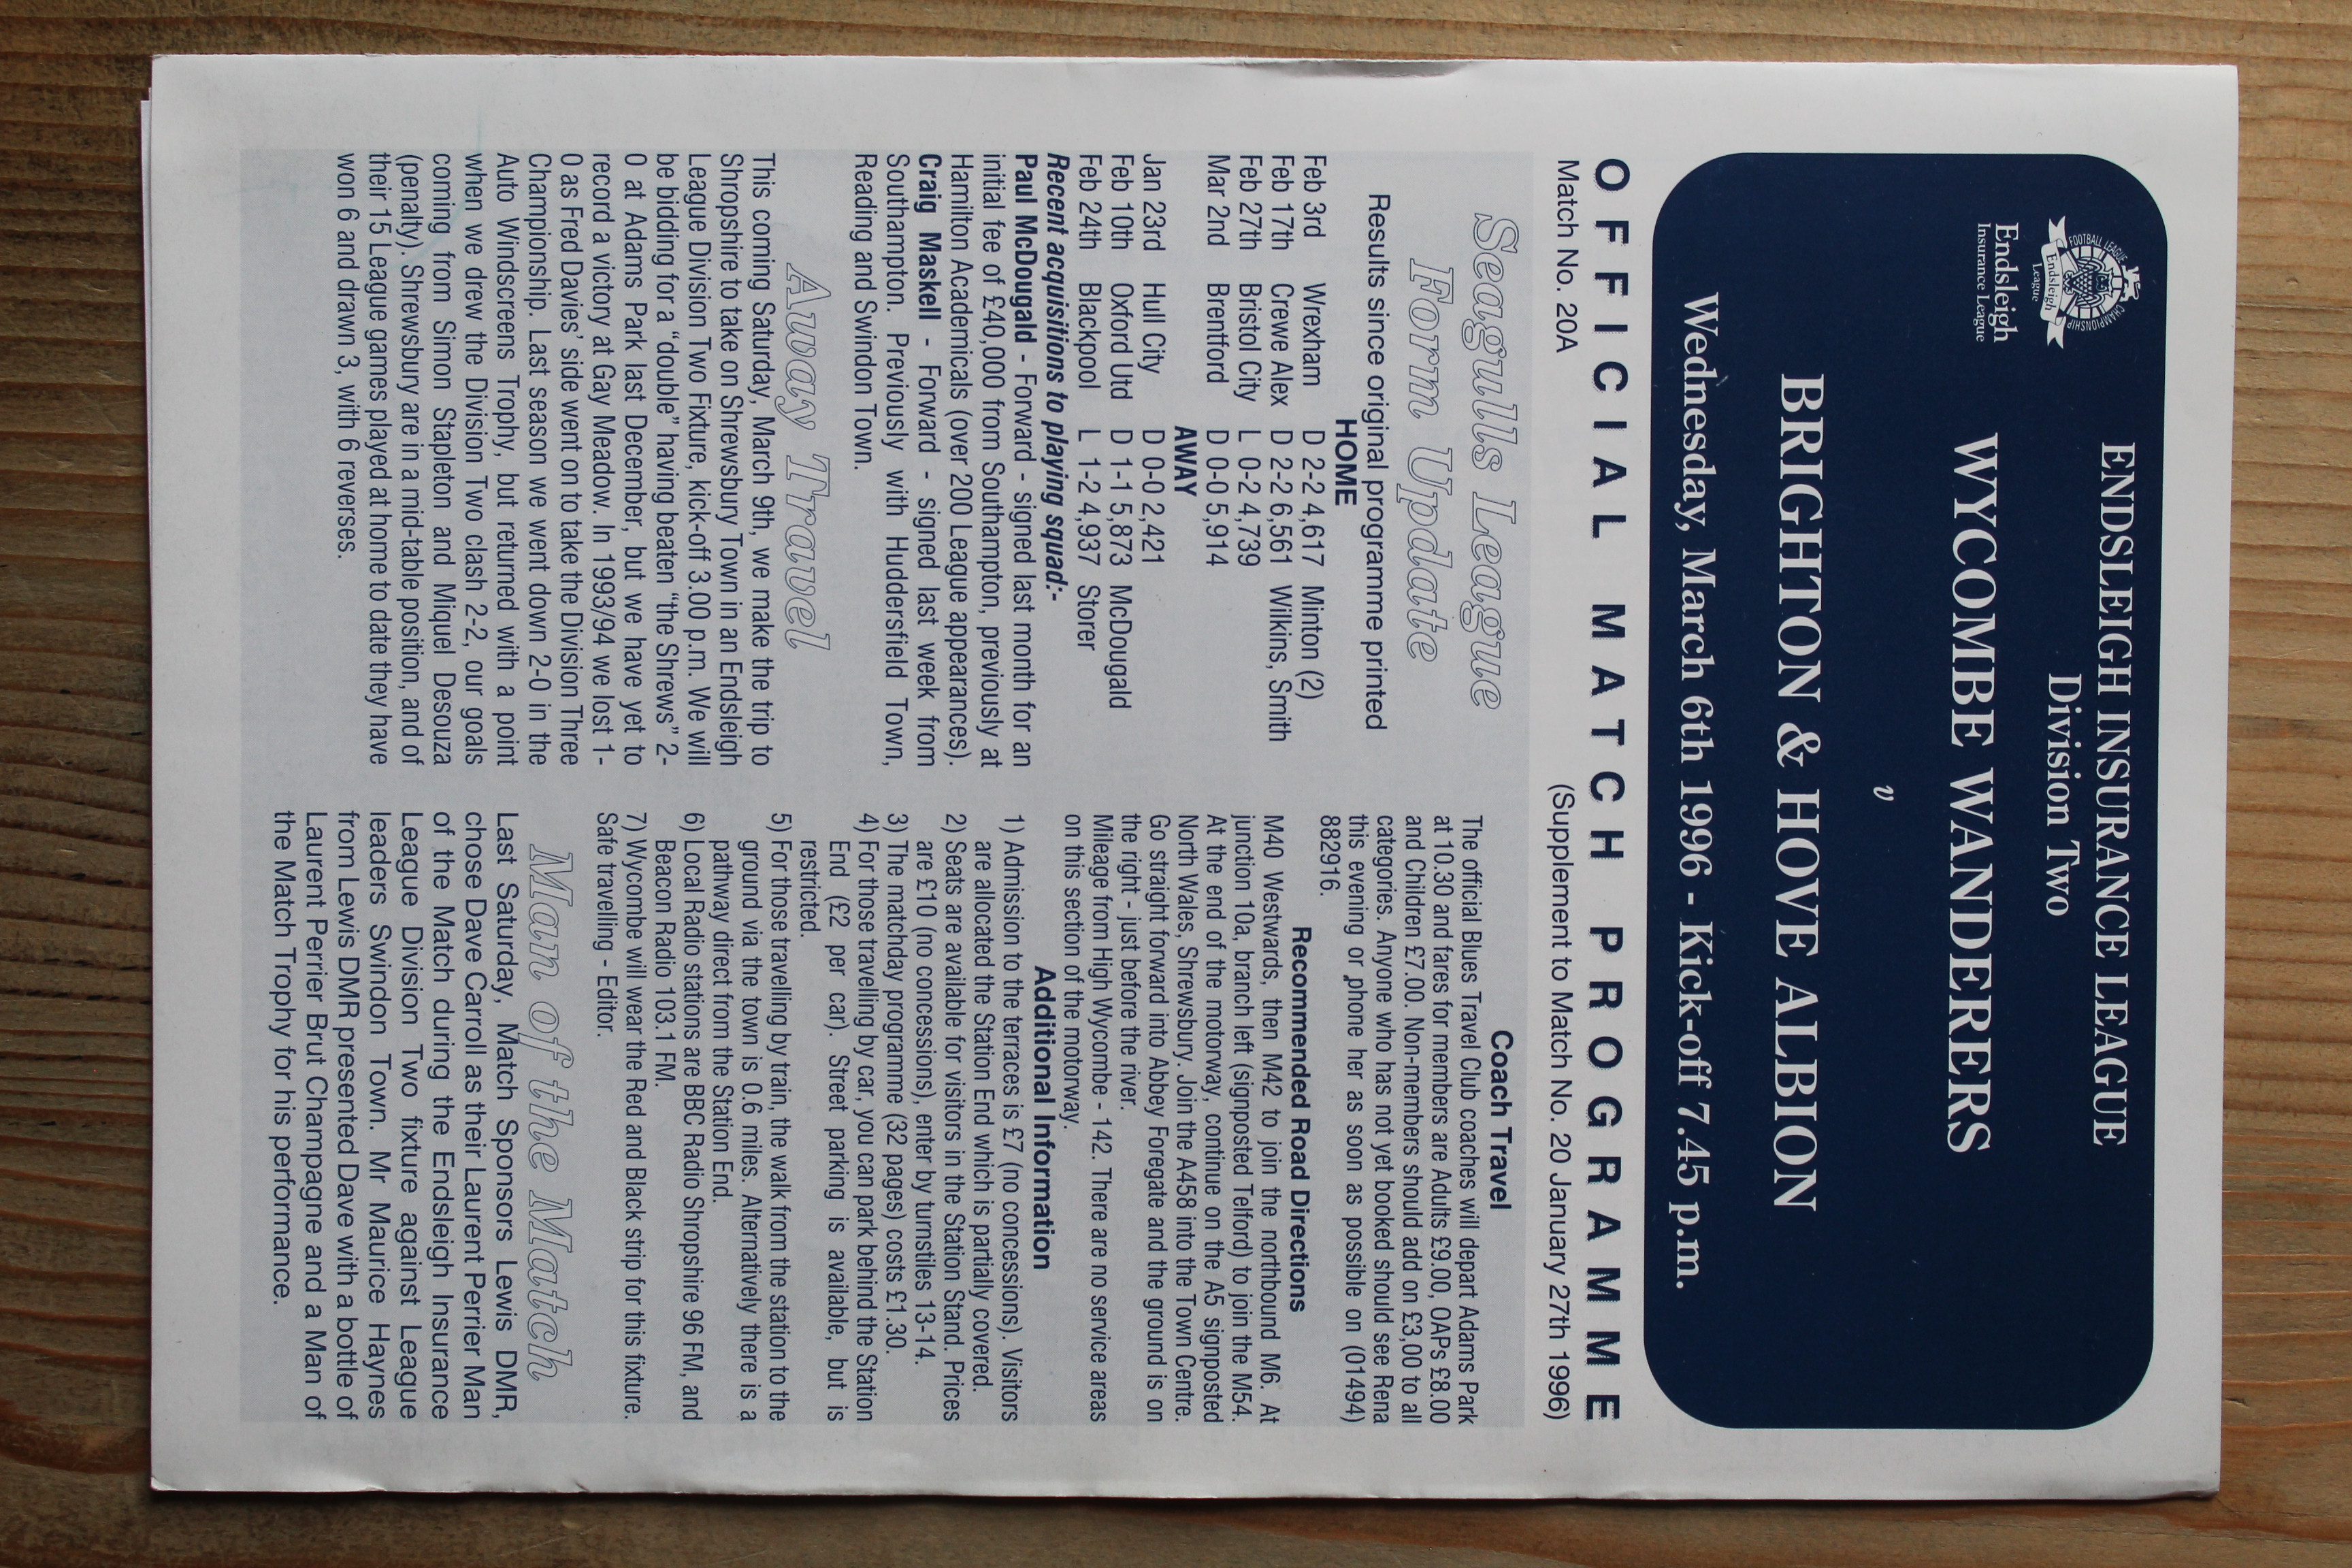 ENDSLEIGH INSURANCE LEAGUE
Division Two
FOOTBALL LEAGUE
CHAMPIONSHIP
Endsleigh
League
Endsleigh
Insurance League
WYCOMBE WANDERERS
v
BRIGHTON & HOVE ALBION
Wednesday, March 6th 1996 - Kick-off 7.45 p.m.
OFFICIAL MATCH PROGRAMME
Match No. 20A (Supplement to Match No. 20 January 27th 1996)
Seagulls League
Form Update
Results since original programme printed
HOME
Feb 3rd Wrexham D 2-2 4,617 Minton (2)
Feb 17th Crewe Alex D 2-2 6,561 Wilkins, Smith
Feb 27th Bristol City L 0-2 4,739
Mar 2nd Brentford D 0-0 5,914
AWAY
Jan 23rd Hull City D 0-0 2,421
Feb 10th Oxford Utd D 1-1 5,873 McDougald
Feb 24th Blackpool L 1-2 4,937 Storer
Recent acquisitions to playing squad:-
Paul McDougald - Forward - signed last month for an
initial fee of £40,000 from Southampton, previously at
Hamilton Academicals (over 200 League appearances).
Craig Maskell - Forward - signed last week from
Southampton. Previously with Huddersfield Town,
Reading and Swindon Town.
Away Travel
This coming Saturday, March 9th, we make the trip to
Shropshire to take on Shrewsbury Town in an Endsleigh
League Division Two Fixture, kick-off 3.00 p.m. We will
be bidding for a "double" having beaten "the Shrews" 2-
0 at Adams Park last December, but we have yet to
record a victory at Gay Meadow. In 1993/94 we lost 1-
0 as Fred Davies' side went on to take the Division Three
Championship. Last season we went down 2-0 in the
Auto Windscreens Trophy, but returned with a point
when we drew the Division Two clash 2-2, our goals
coming from Simon Stapleton and Miquel Desouza
(penalty). Shrewsbury are in a mid-table position, and of
their 15 League games played at home to date they have
won 6 and drawn 3, with 6 reverses.
Coach Travel
The official Blues Travel Club coaches will depart Adams Park
at 10.30 and fares for members are Adults £9.00, OAPs £8.00
and Children £7.00. Non-members should add on £3,00 to all
categories. Anyone who has not yet booked should see Rena
this evening or phone her as soon as possible on (01494)
882916.
Recommended Road Directions
M40 Westwards, then M42 to join the northbound M6. At
junction 10a, branch left (signposted Telford) to join the M54.
At the end of the motorway, continue on the A5 signposted
North Wales, Shrewsbury. Join the A458 into the Town Centre.
Go straight forward into Abbey Foregate and the ground is on
the right - just before the river.
Mileage from High Wycombe - 142. There are no service areas
on this section of the motorway.
Additional Information
1) Admission to the terraces is £7 (no concessions). Visitors
are allocated the Station End which is partially covered.
2) Seats are available for visitors in the Station Stand. Prices
are £10 (no concessions), enter by turnstiles 13-14.
3) The matchday programme (32 pages) costs £1.30.
4) For those travelling by car, you can park behind the Station
End (£2 per car). Street parking is available, but is
restricted.
5) For those travelling by train, the walk from the station to the
ground via the town is 0.6 miles. Alternatively there is a
pathway direct from the Station End.
6) Local Radio stations are BBC Radio Shropshire 96 FM, and
Beacon Radio 103.1 FM.
7) Wycombe will wear the Red and Black strip for this fixture.
Safe travelling - Editor.
Man of the Match
Last Saturday, Match Sponsors Lewis DMR,
chose Dave Carroll as their Laurent Perrier Man
of the Match during the Endsleigh Insurance
League Division Two fixture against League
leaders Swindon Town. Mr Maurice Haynes
from Lewis DMR presented Dave with a bottle of
Laurent Perrier Brut Champagne and a Man of
the Match Trophy for his performance.